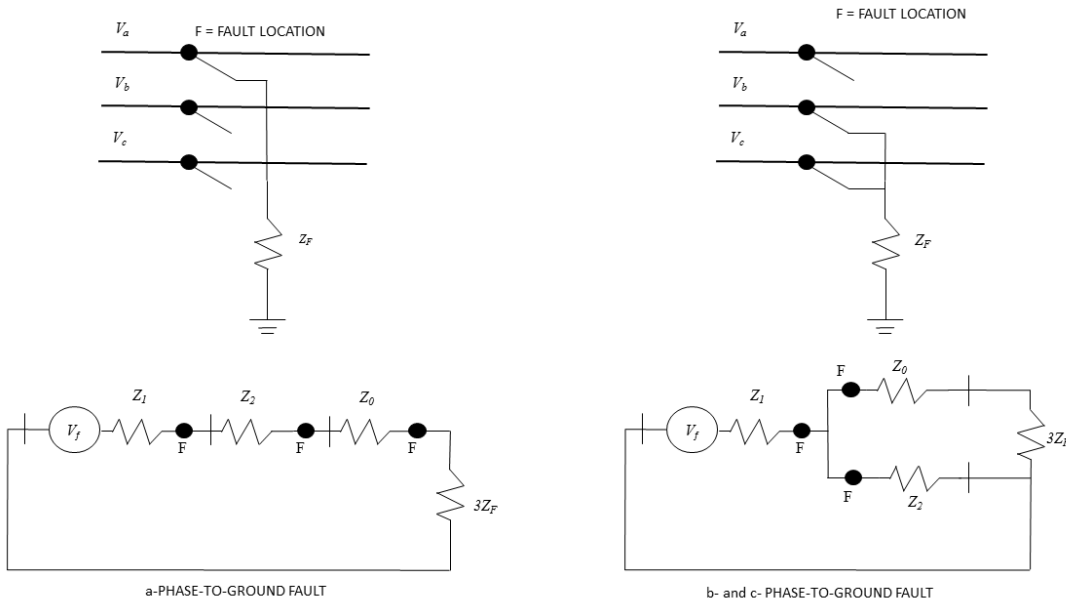 F = FAULT LOCATION
V_a
V_b
V_c
Z_F
Z_1
Z_2
Z_0
V_f
F
F
F
3Z_F
a-PHASE-TO-GROUND FAULT
F = FAULT LOCATION
V_a
V_b
V_c
Z_F
F
Z_0
Z_1
V_f
F
F
Z_2
b- and c- PHASE-TO-GROUND FAULT